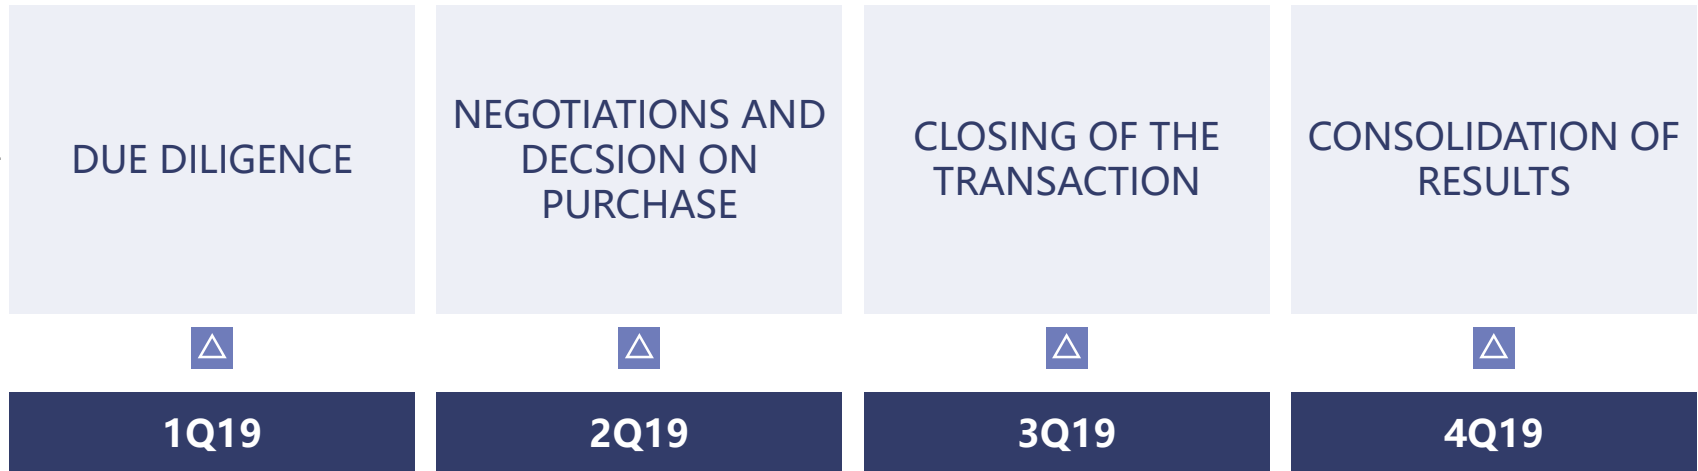 DUE DILIGENCE
NEGOTIATIONS AND
DECSION ON
PURCHASE
CLOSING OF THE
TRANSACTION
CONSOLIDATION OF
RESULTS
1Q19
2Q19
3Q19
4Q19